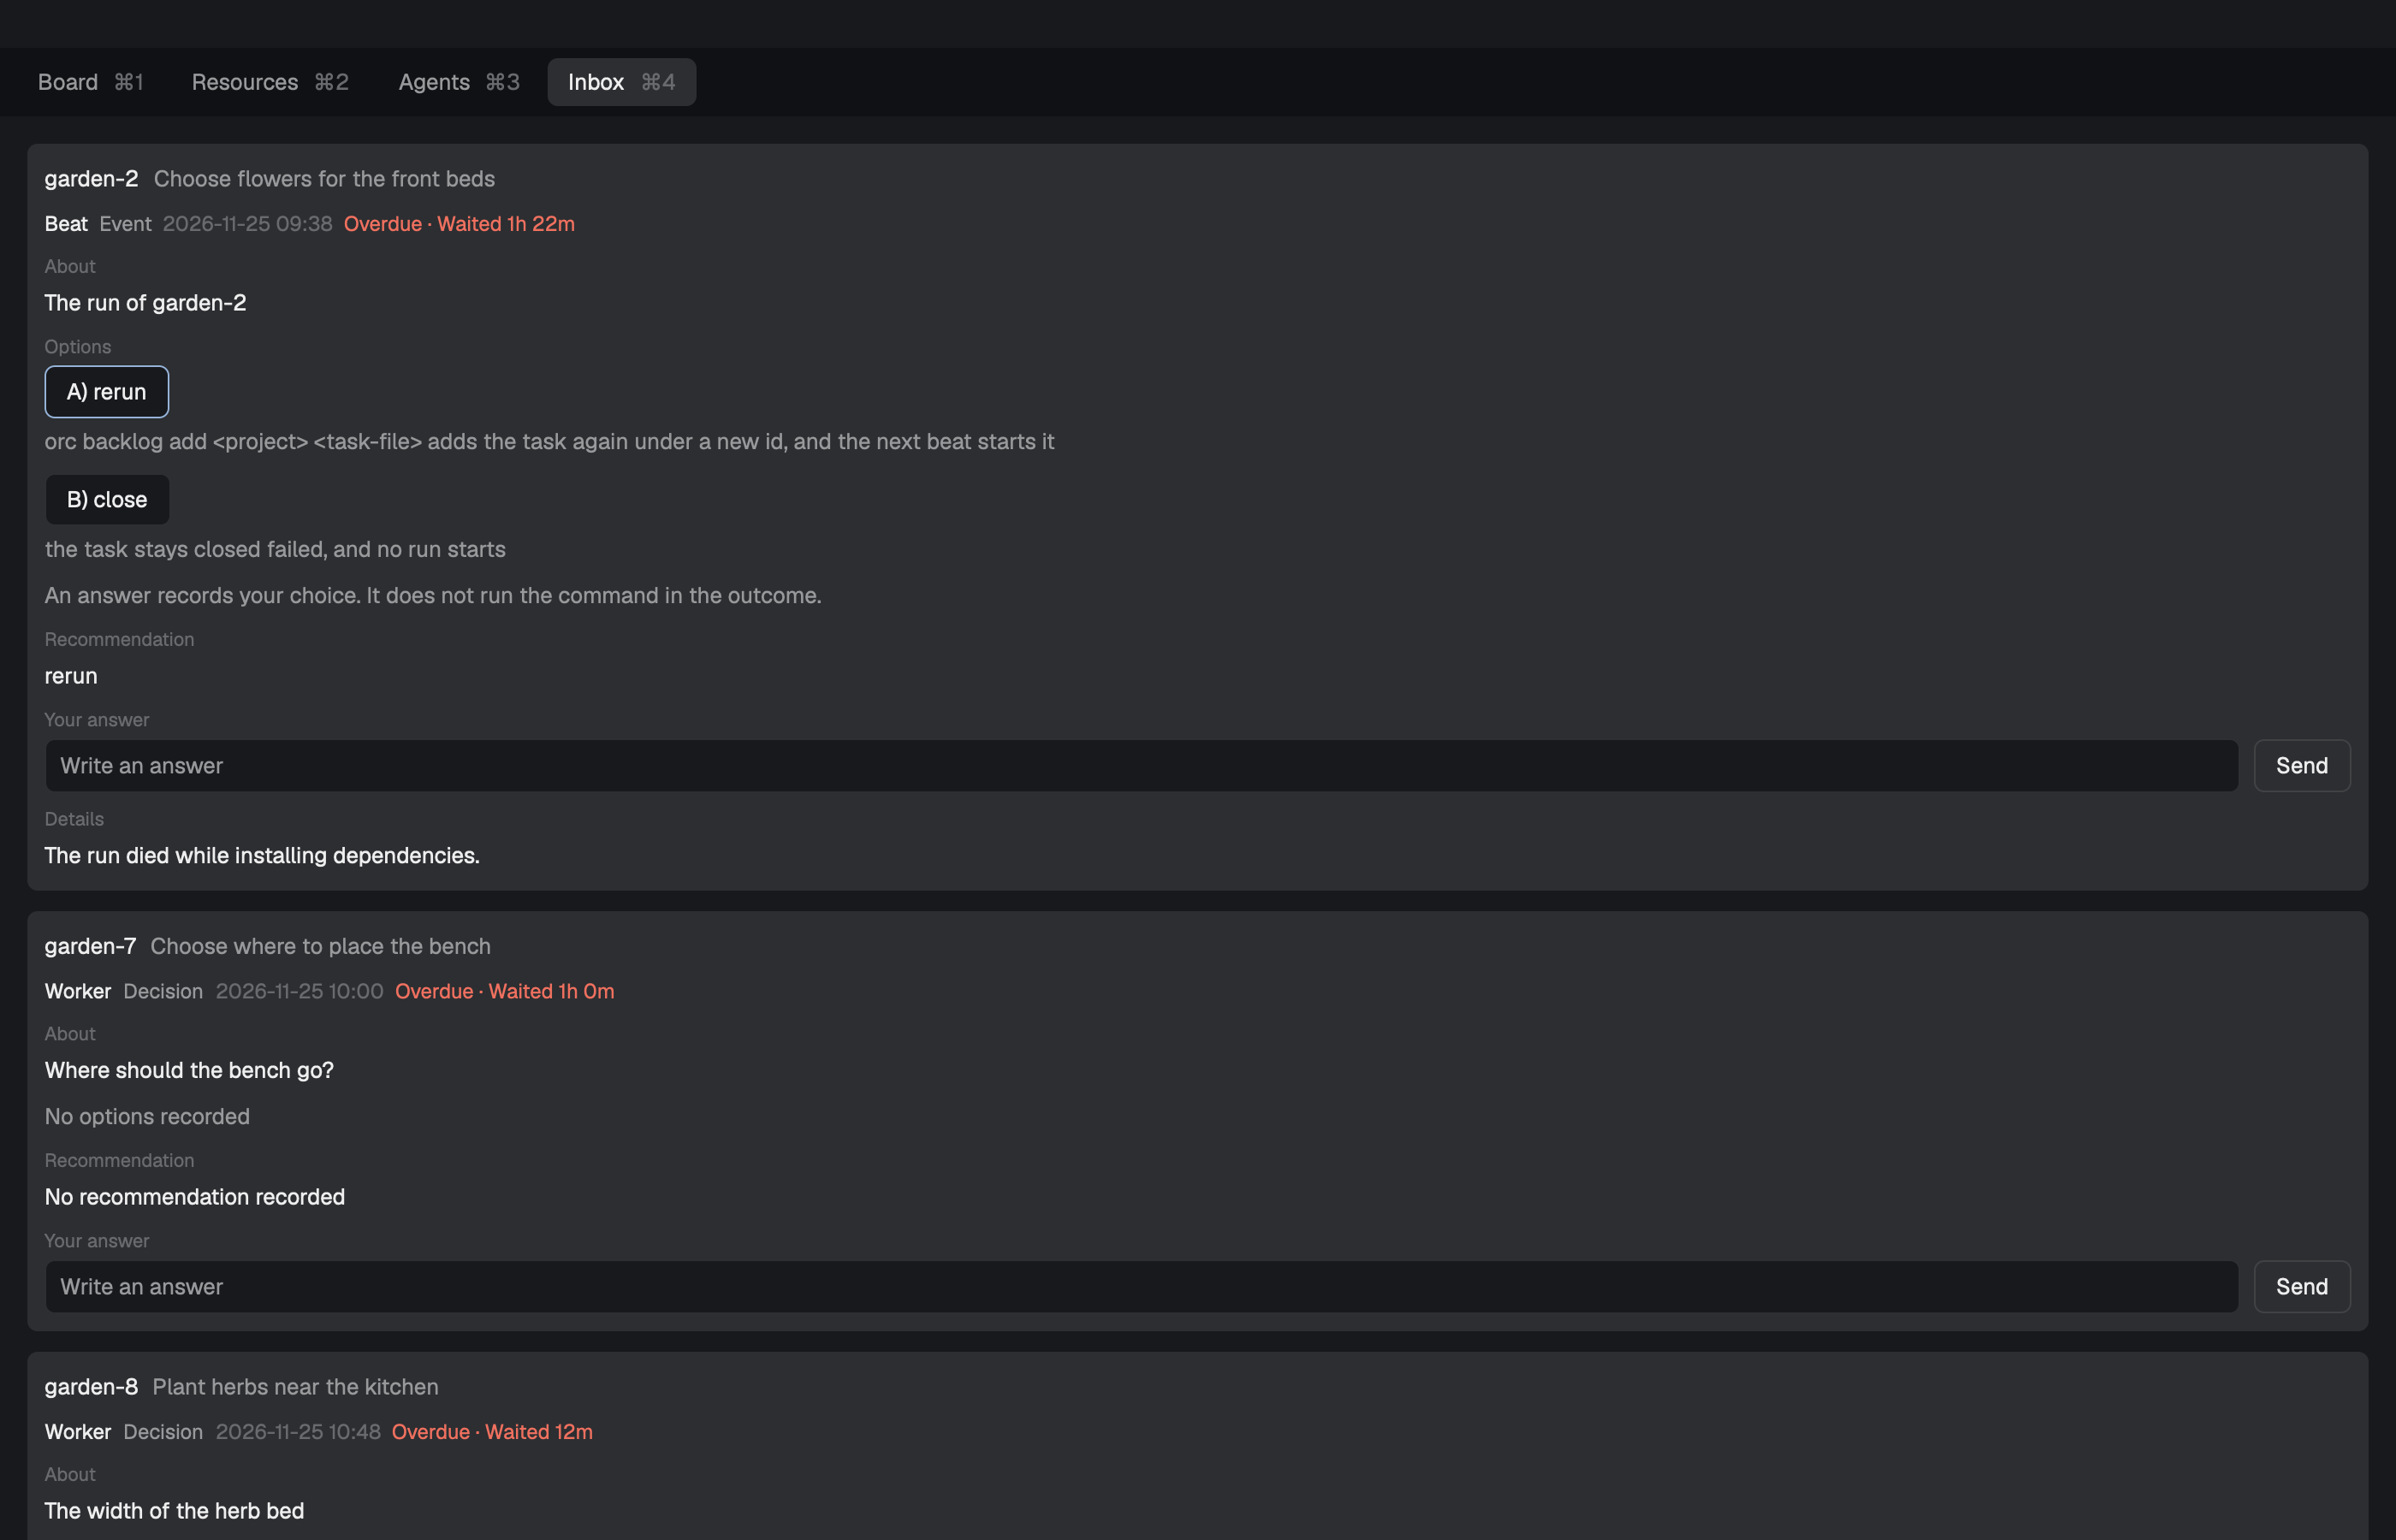 Board ⌘1 Resources ⌘2 Agents ⌘3 Inbox ⌘4
garden-2 Choose flowers for the front beds
Beat Event 2026-11-25 09:38 Overdue · Waited 1h 22m
About
The run of garden-2
Options
A) rerun
orc backlog add <project> <task-file> adds the task again under a new id, and the next beat starts it
B) close
the task stays closed failed, and no run starts
An answer records your choice. It does not run the command in the outcome.
Recommendation
rerun
Your answer
Write an answer Send
Details
The run died while installing dependencies.
garden-7 Choose where to place the bench
Worker Decision 2026-11-25 10:00 Overdue · Waited 1h 0m
About
Where should the bench go?
No options recorded
Recommendation
No recommendation recorded
Your answer
Write an answer Send
garden-8 Plant herbs near the kitchen
Worker Decision 2026-11-25 10:48 Overdue · Waited 12m
About
The width of the herb bed